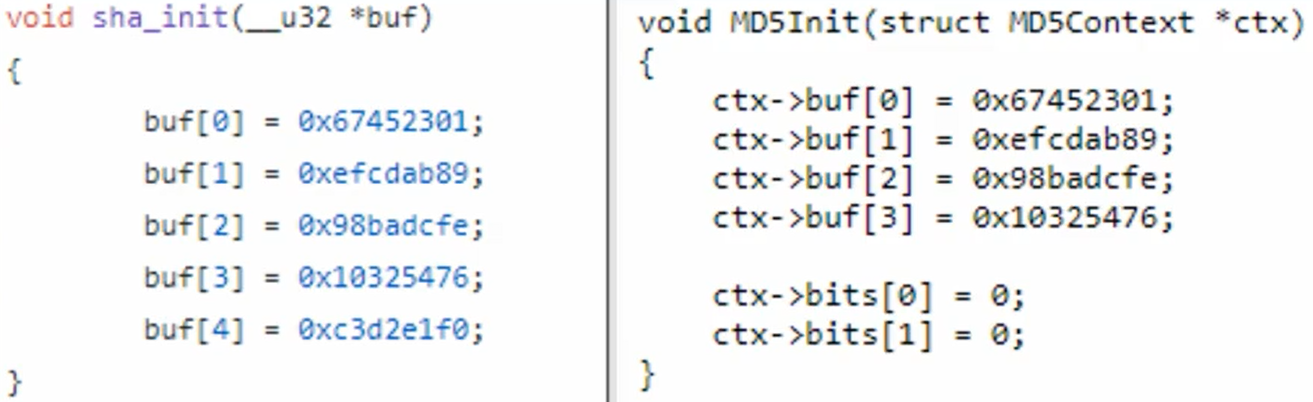 void sha_init(__u32 *buf)
{
buf[0] = 0x67452301;
buf[1] = 0xefcdab89;
buf[2] = 0x98badcfe;
buf[3] = 0x10325476;
buf[4] = 0xc3d2e1f0;
}
void MD5Init(struct MD5Context *ctx)
{
ctx->buf[0] = 0x67452301;
ctx->buf[1] = 0xefcdab89;
ctx->buf[2] = 0x98badcfe;
ctx->buf[3] = 0x10325476;
ctx->bits[0] = 0;
ctx->bits[1] = 0;
}